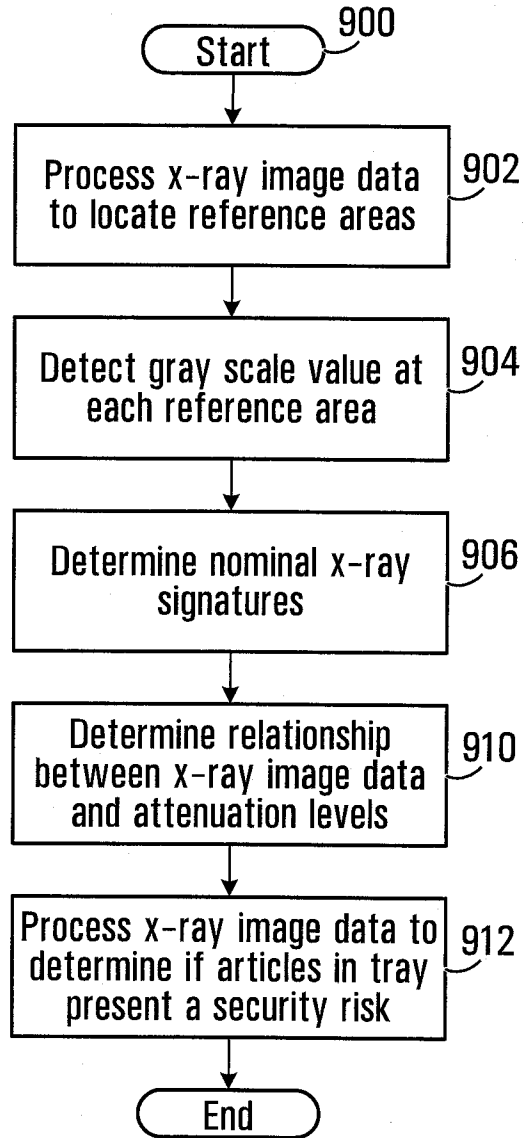 Start
900
Process x-ray image data
to locate reference areas
902
Detect gray scale value at
each reference area
904
Determine nominal x-ray
signatures
906
Determine relationship
between x-ray image data
and attenuation levels
910
Process x-ray image data to
determine if articles in tray
present a security risk
912
End